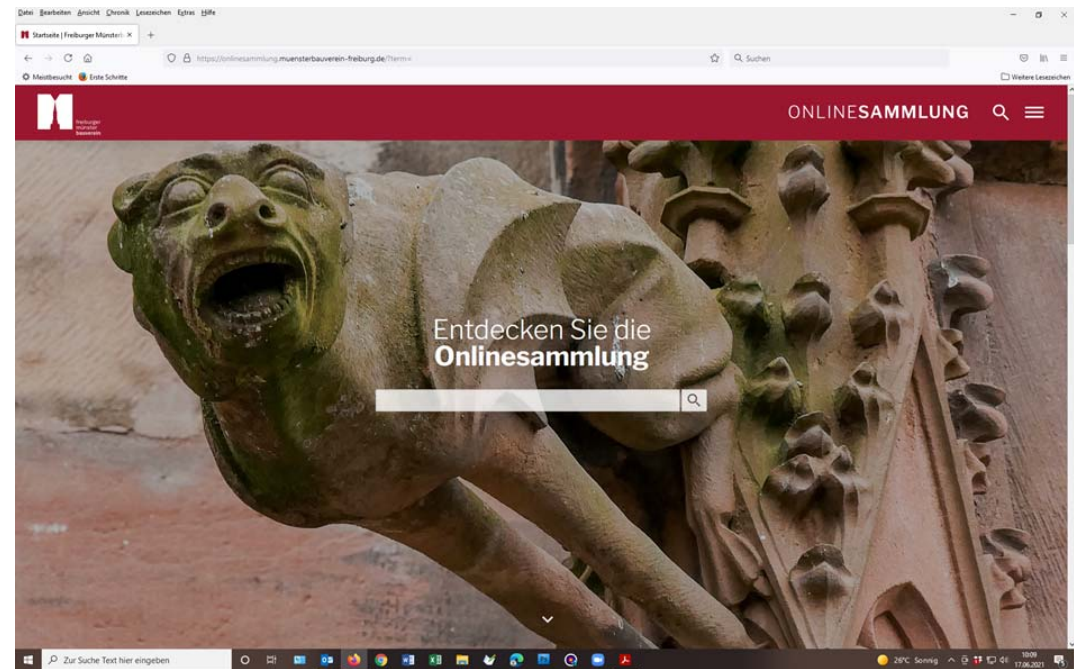 Datei Bearbeiten Ansicht Chronik Lesezeichen Extras Hilfe
Startseite | Freiburger Münsterb
https://onlinesammlung.muensterbauverein-freiburg.de/?term=
Suchen
Meistbesucht Erste Schritte
Weitere Lesezeichen
freiburger
münster
bauverein
ONLINESAMMLUNG
Entdecken Sie die
Onlinesammlung
Zur Suche Text hier eingeben
26°C Sonnig
10:09
17.06.2021